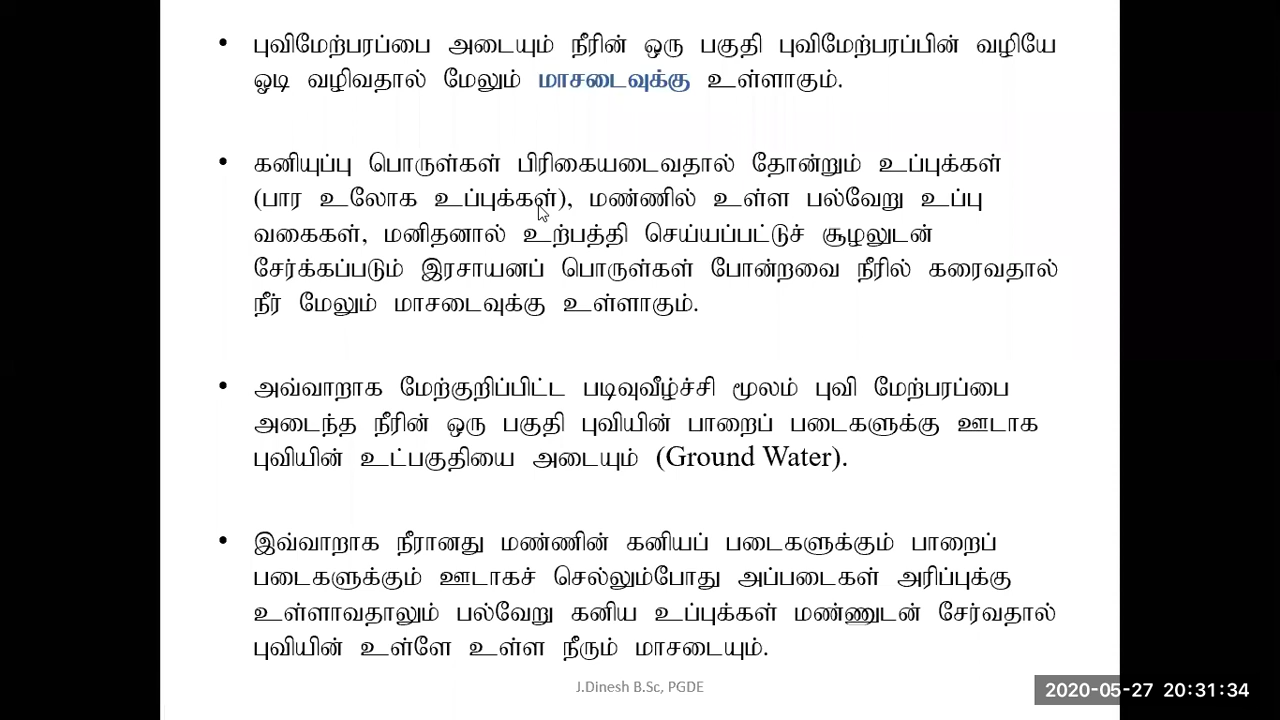 • புவிமேற்பரப்பை அடையும் நீரின் ஒரு பகுதி புவிமேற்பரப்பின் வழியே
ஓடி வழிவதால் மேலும் மாசடைவுக்கு உள்ளாகும்.
• கனியுப்பு பொருள்கள் பிரிகையடைவதால் தோன்றும் உப்புக்கள்
(பார உலோக உப்புக்கள்), மண்ணில் உள்ள பல்வேறு உப்பு
வகைகள், மனிதனால் உற்பத்தி செய்யப்பட்டுச் சூழலுடன்
சேர்க்கப்படும் இரசாயனப் பொருள்கள் போன்றவை நீரில் கரைவதால்
நீர் மேலும் மாசடைவுக்கு உள்ளாகும்.
• அவ்வாறாக மேற்குறிப்பிட்ட படிவுவீழ்ச்சி மூலம் புவி மேற்பரப்பை
அடைந்த நீரின் ஒரு பகுதி புவியின் பாறைப் படைகளுக்கு ஊடாக
புவியின் உட்பகுதியை அடையும் (Ground Water).
• இவ்வாறாக நீரானது மண்ணின் கனியப் படைகளுக்கும் பாறைப்
படைகளுக்கும் ஊடாகச் செல்லும்போது அப்படைகள் அரிப்புக்கு
உள்ளாவதாலும் பல்வேறு கனிய உப்புக்கள் மண்ணுடன் சேர்வதால்
புவியின் உள்ளே உள்ள நீரும் மாசடையும்.
J.Dinesh B.Sc, PGDE
2020-05-27 20:31:34